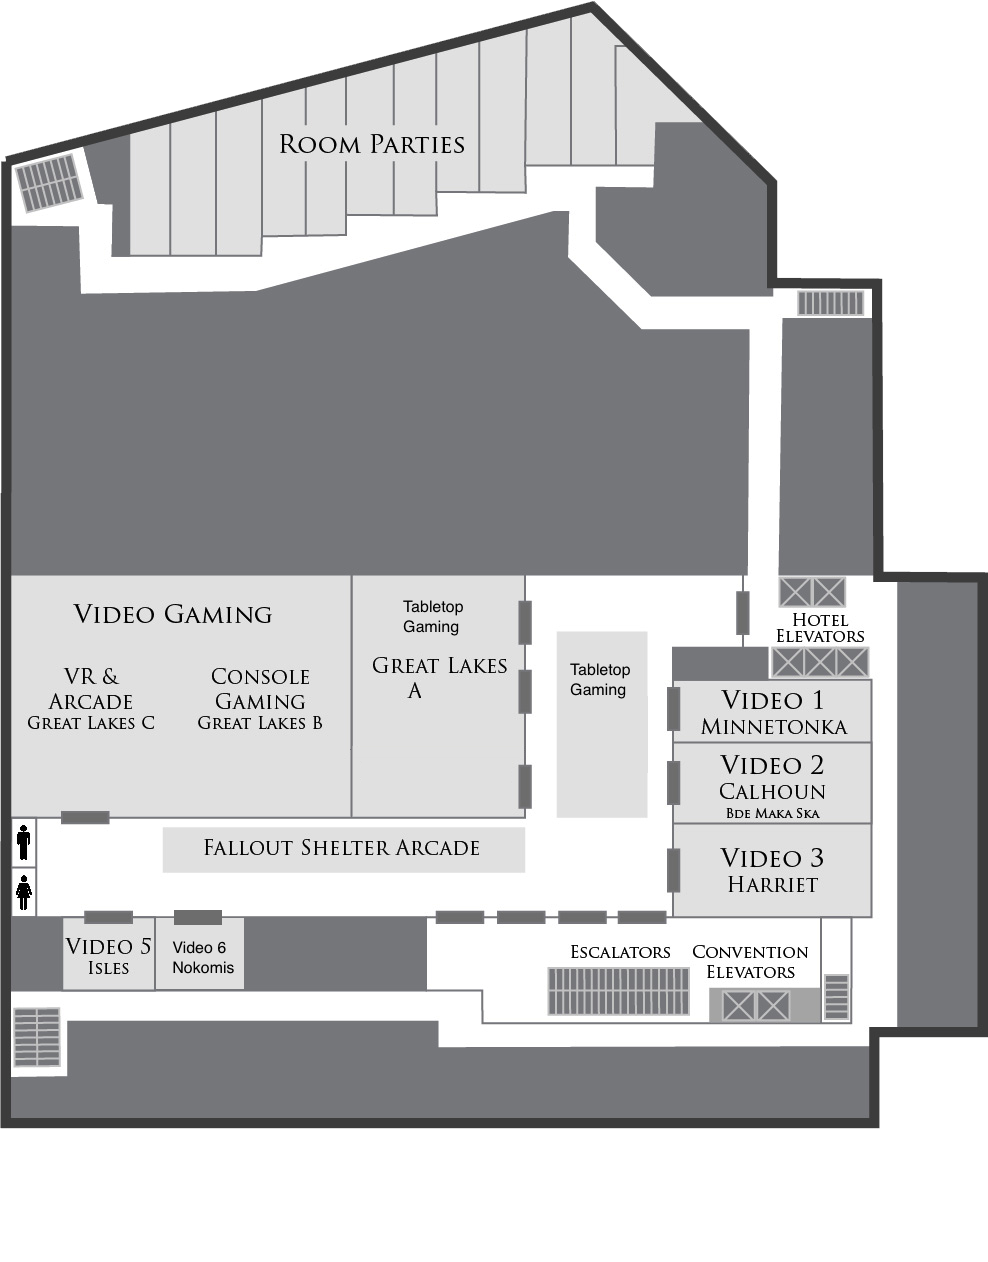 Room Parties
Video Gaming
VR &
Arcade
Great Lakes C
Console
Gaming
Great Lakes B
Tabletop
Gaming
Great Lakes
A
Tabletop
Gaming
Hotel
Elevators
Video 1
Minnetonka
Video 2
Calhoun
Bde Maka Ska
Video 3
Harriet
Fallout Shelter Arcade
Video 5
Isles
Video 6
Nokomis
Escalators
Convention
Elevators